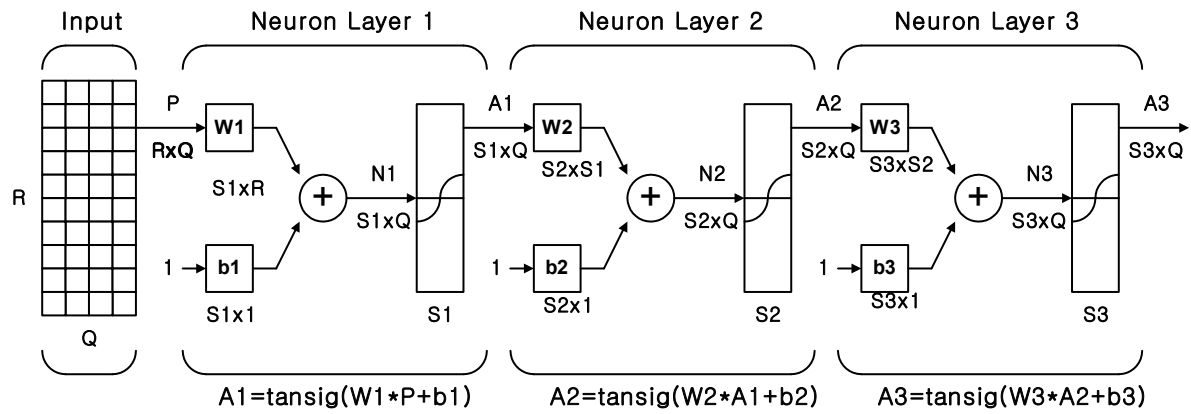 Input
Neuron Layer 1
Neuron Layer 2
Neuron Layer 3
P
A1
A2
A3
W1
W2
W3
RxQ
S1xQ
S2xQ
S3xQ
S1xR
S2xS1
S3xS2
R
N1
N2
N3
+
+
+
S1xQ
S2xQ
S3xQ
1
b1
1
b2
1
b3
S1x1
S2x1
S3x1
S1
S2
S3
Q
A1=tansig(W1*P+b1)
A2=tansig(W2*A1+b2)
A3=tansig(W3*A2+b3)